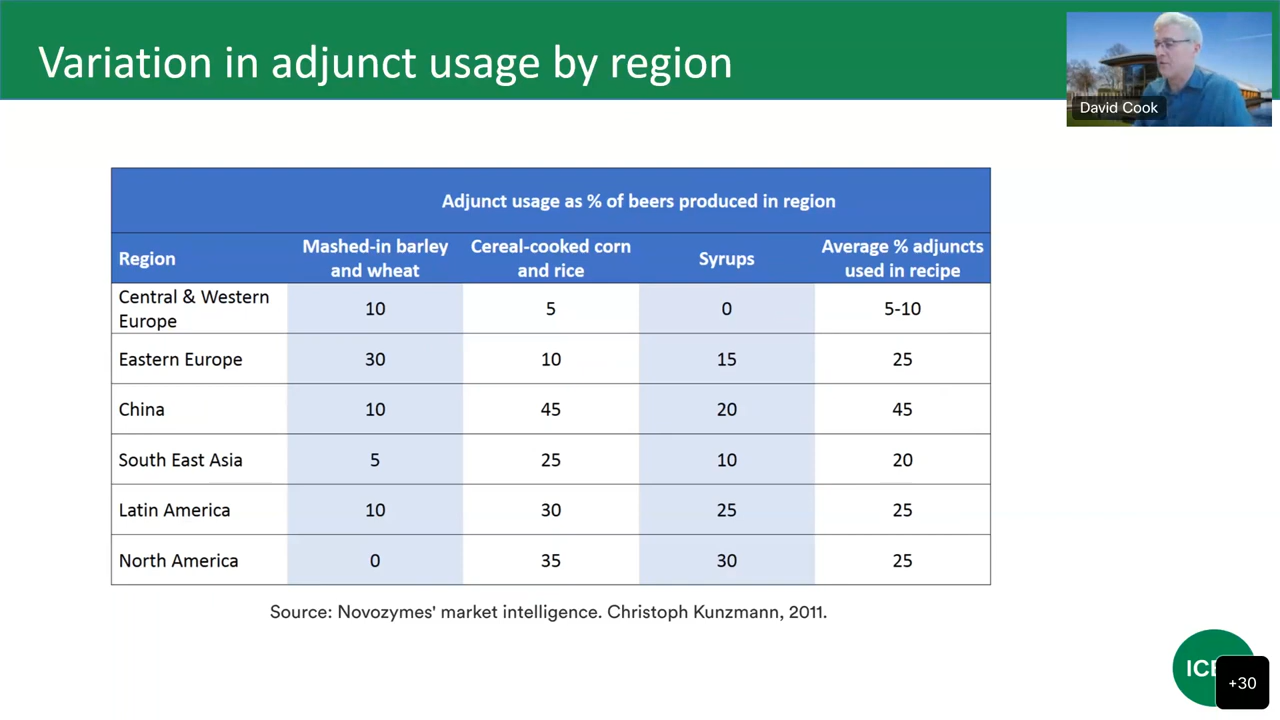 Variation in adjunct usage by region
David Cook
Adjunct usage as % of beers produced in region
Region
Mashed-in barley
and wheat
Cereal-cooked corn
and rice
Syrups
Average % adjuncts
used in recipe
Central & Western
Europe
10
5
0
5-10
Eastern Europe
30
10
15
25
China
10
45
20
45
South East Asia
5
25
10
20
Latin America
10
30
25
25
North America
0
35
30
25
Source: Novozymes' market intelligence. Christoph Kunzmann, 2011.
+30